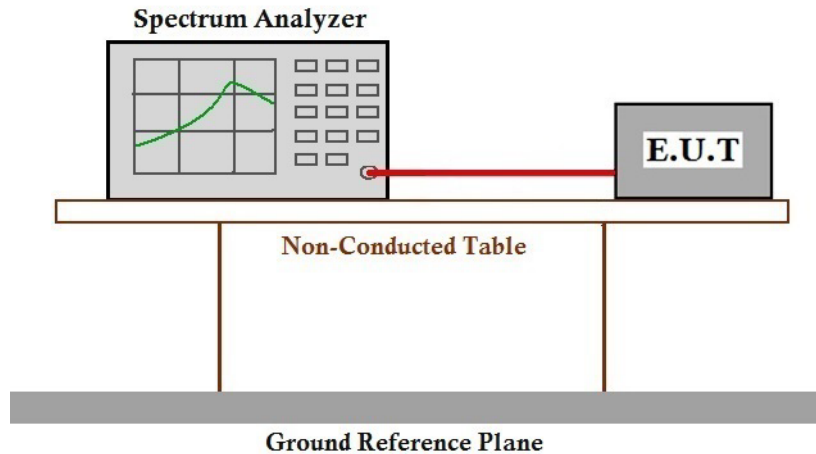 Spectrum Analyzer
E.U.T
Non-Conducted Table
Ground Reference Plane